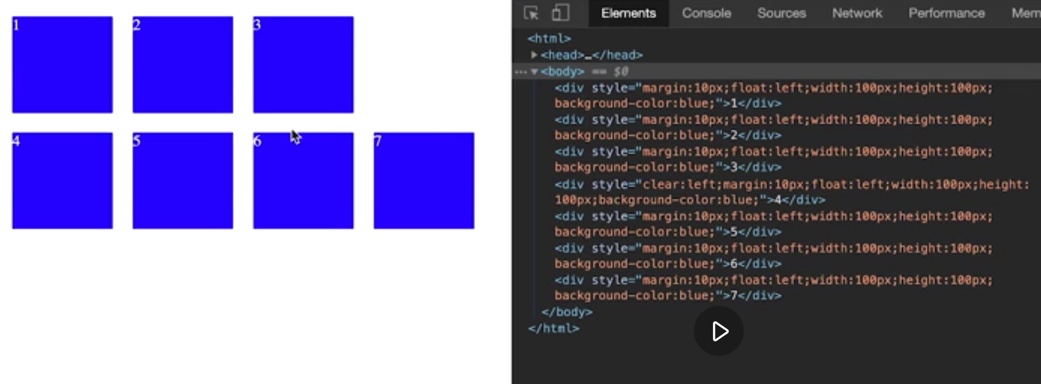 1 2 3
4 5 6 7
Elements Console Sources Network Performance Mem
<html>
<head>…</head>
… <body> == $0
<div style="margin:10px;float:left;width:100px;height:100px;
background-color:blue;">1</div>
<div style="margin:10px;float:left;width:100px;height:100px;
background-color:blue;">2</div>
<div style="margin:10px;float:left;width:100px;height:100px;
background-color:blue;">3</div>
<div style="clear:left;margin:10px;float:left;width:100px;height:
100px;background-color:blue;">4</div>
<div style="margin:10px;float:left;width:100px;height:100px;
background-color:blue;">5</div>
<div style="margin:10px;float:left;width:100px;height:100px;
background-color:blue;">6</div>
<div style="margin:10px;float:left;width:100px;height:100px;
background-color:blue;">7</div>
</body>
</html>